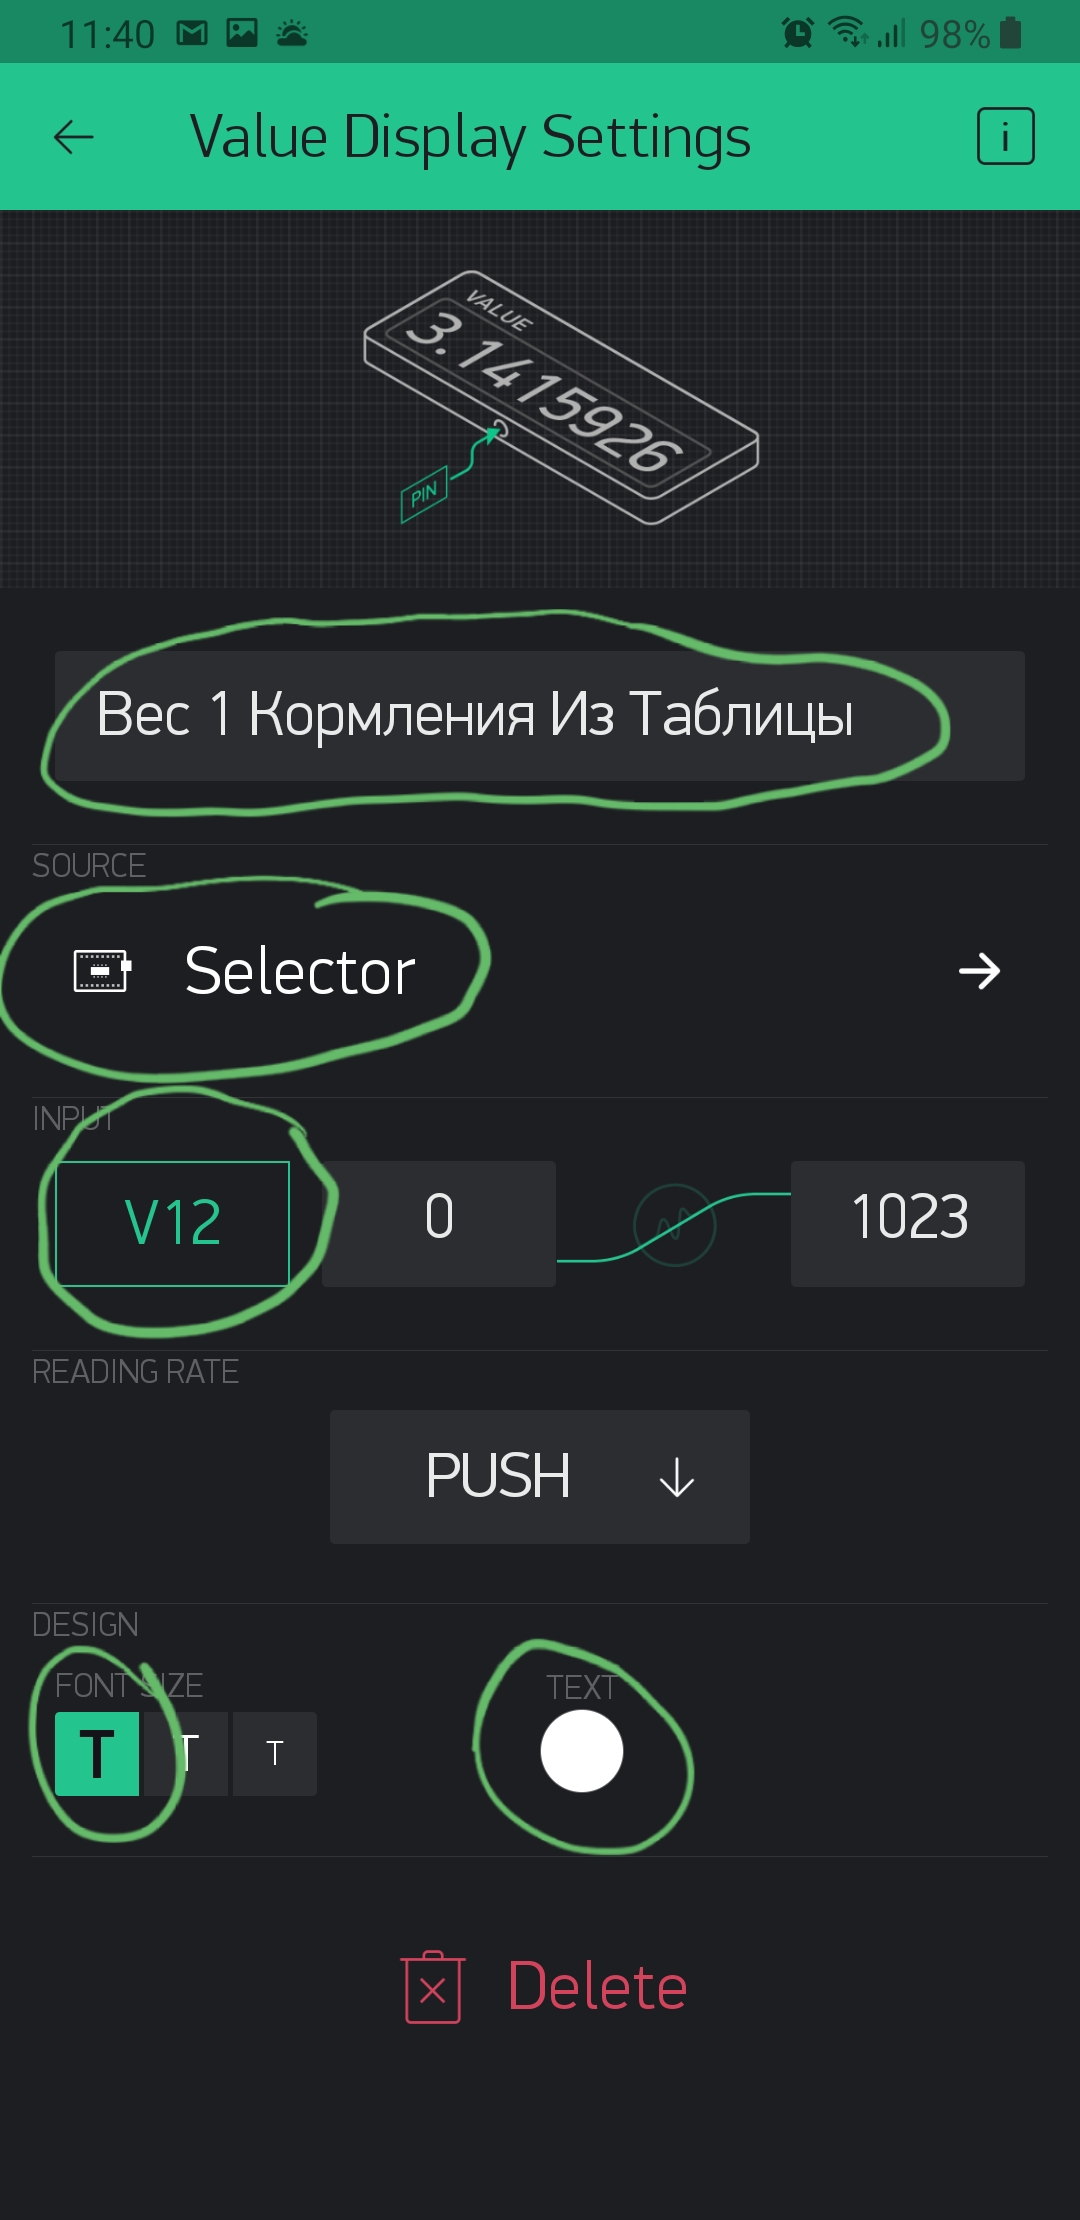 11:40 98%
Value Display Settings i
VALUE
3.1415926
PIN
Вес 1 Кормления Из Таблицы
SOURCE
Selector
INPUT
V12 0 1023
READING RATE
PUSH
DESIGN
FONT SIZE TEXT
T T T
Delete